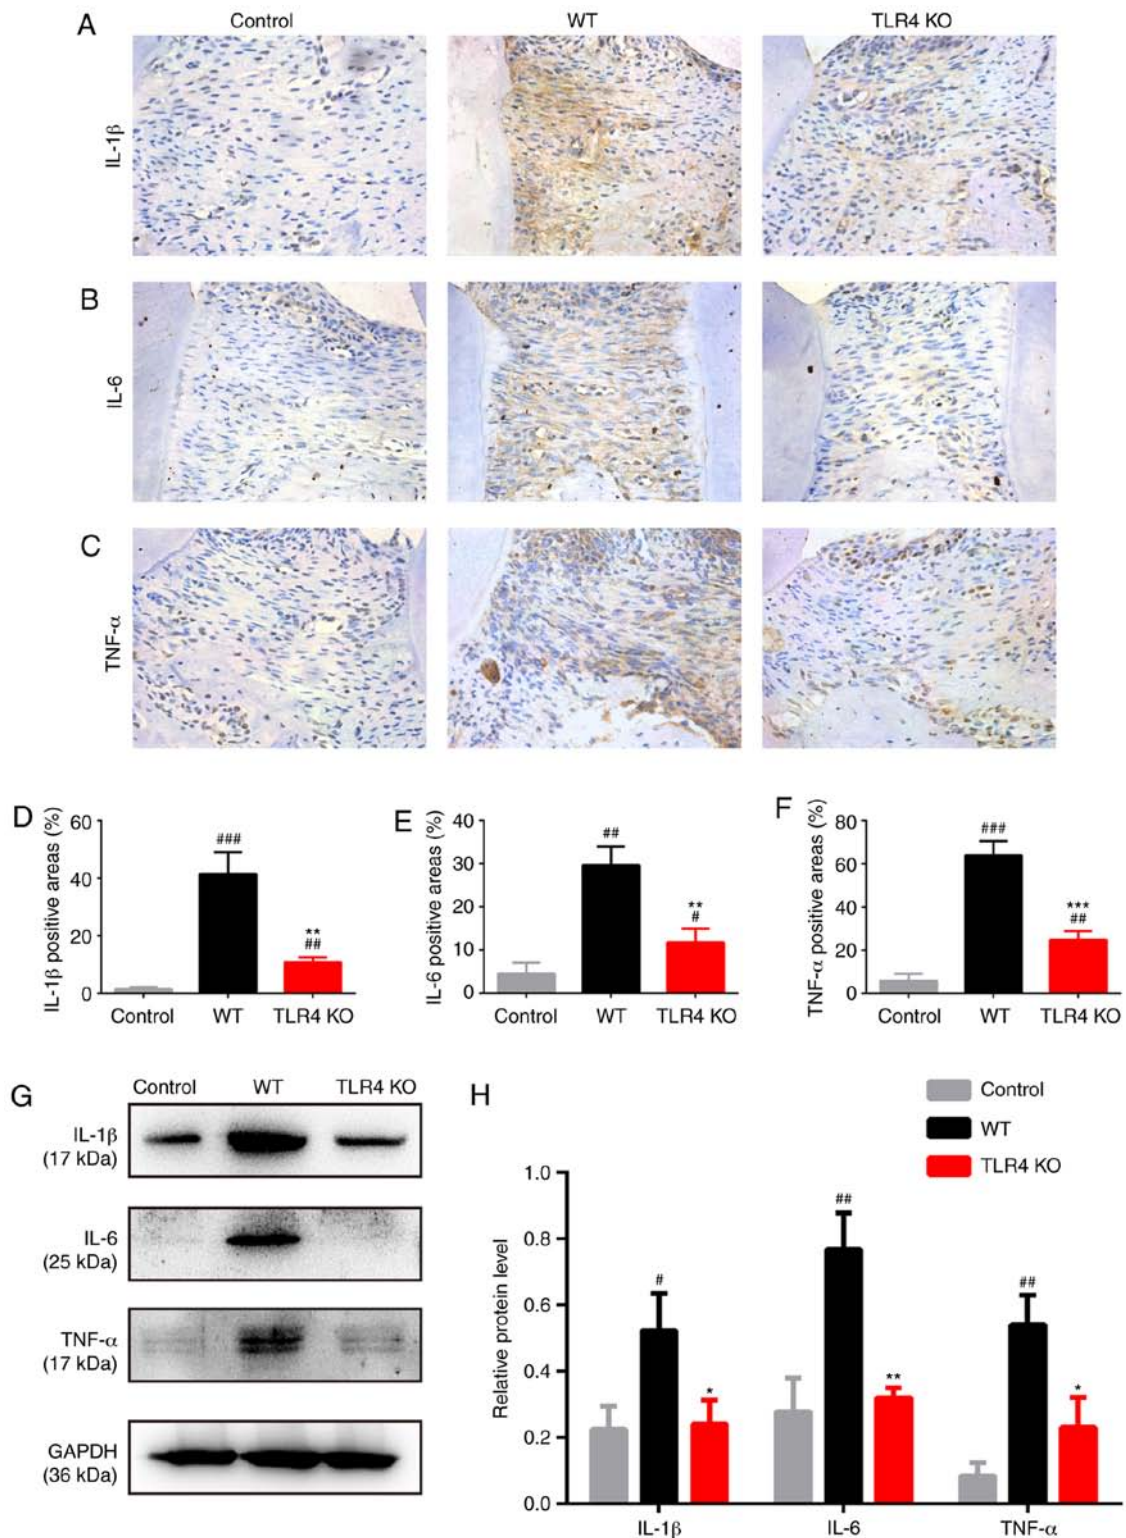 A
Control
WT
TLR4 KO
IL-1β
B
IL-6
C
TNF-α
D
IL-1β positive areas (%)
60
40
20
0
###
**
##
Control
WT
TLR4 KO
E
IL-6 positive areas (%)
40
30
20
10
0
##
**
#
Control
WT
TLR4 KO
F
TNF-α positive areas (%)
80
60
40
20
0
###
***
##
Control
WT
TLR4 KO
G
Control
WT
TLR4 KO
IL-1β
(17 kDa)
IL-6
(25 kDa)
TNF-α
(17 kDa)
GAPDH
(36 kDa)
H
Control
WT
TLR4 KO
Relative protein level
1.0
0.8
0.6
0.4
0.2
0.0
#
*
##
**
##
*
IL-1β
IL-6
TNF-α